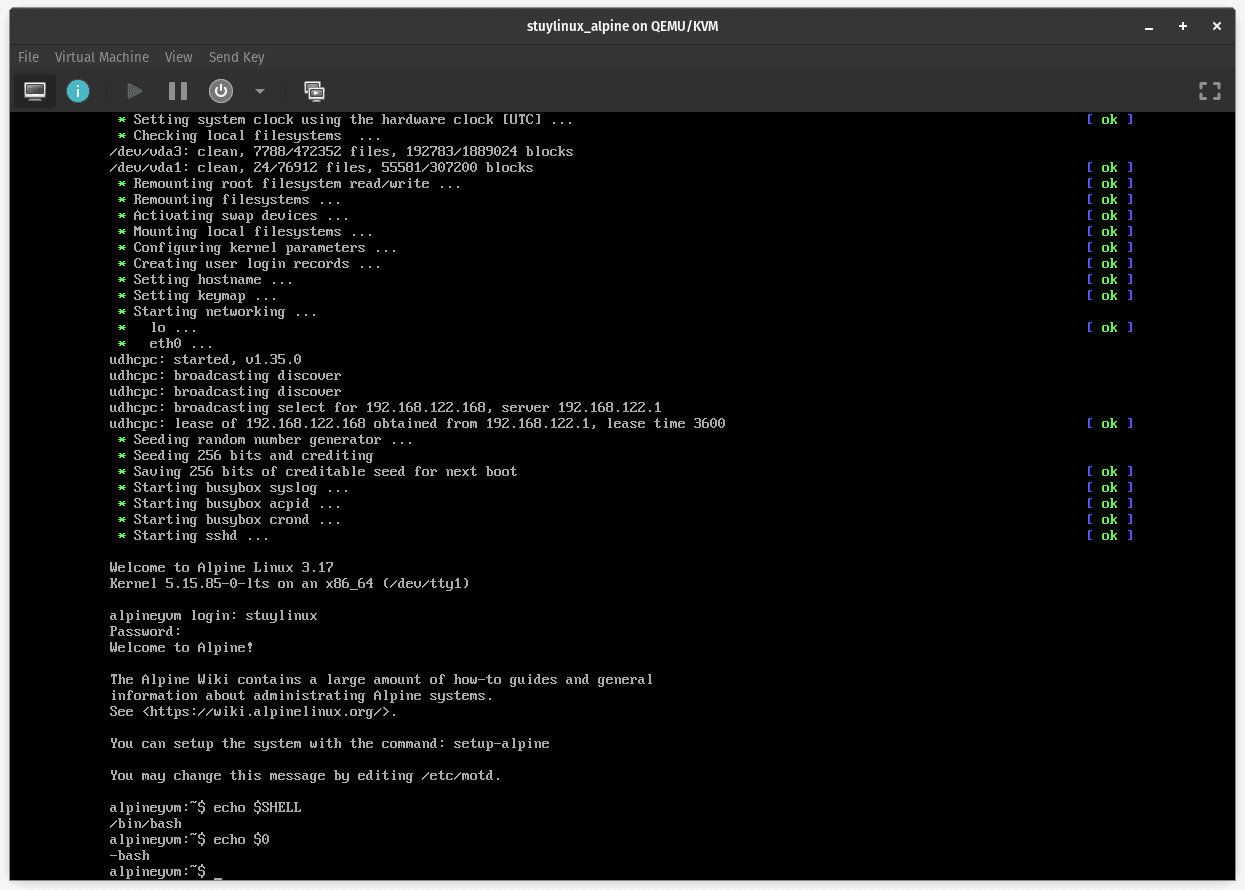 stuylinux_alpine on QEMU/KVM
File Virtual Machine View Send Key
* Setting system clock using the hardware clock [UTC] ... [ ok ]
* Checking local filesystems ...
/dev/vda3: clean, 7788/472352 files, 192783/1889024 blocks
/dev/vda1: clean, 24/76912 files, 55581/307200 blocks [ ok ]
* Remounting root filesystem read/write ... [ ok ]
* Remounting filesystems ... [ ok ]
* Activating swap devices ... [ ok ]
* Mounting local filesystems ... [ ok ]
* Configuring kernel parameters ... [ ok ]
* Creating user login records ... [ ok ]
* Setting hostname ... [ ok ]
* Setting keymap ... [ ok ]
* Starting networking ...
* lo ... [ ok ]
* eth0 ...
udhcpc: started, v1.35.0
udhcpc: broadcasting discover
udhcpc: broadcasting discover
udhcpc: broadcasting select for 192.168.122.168, server 192.168.122.1
udhcpc: lease of 192.168.122.168 obtained from 192.168.122.1, lease time 3600 [ ok ]
* Seeding random number generator ...
* Seeding 256 bits and crediting
* Saving 256 bits of creditable seed for next boot [ ok ]
* Starting busybox syslog ... [ ok ]
* Starting busybox acpid ... [ ok ]
* Starting busybox crond ... [ ok ]
* Starting sshd ... [ ok ]
Welcome to Alpine Linux 3.17
Kernel 5.15.85-0-lts on an x86_64 (/dev/tty1)
alpineyvm login: stuylinux
Password:
Welcome to Alpine!
The Alpine Wiki contains a large amount of how-to guides and general
information about administrating Alpine systems.
See <https://wiki.alpinelinux.org/>.
You can setup the system with the command: setup-alpine
You may change this message by editing /etc/motd.
alpineyvm:~$ echo $SHELL
/bin/bash
alpineyvm:~$ echo $0
-bash
alpineyvm:~$ _